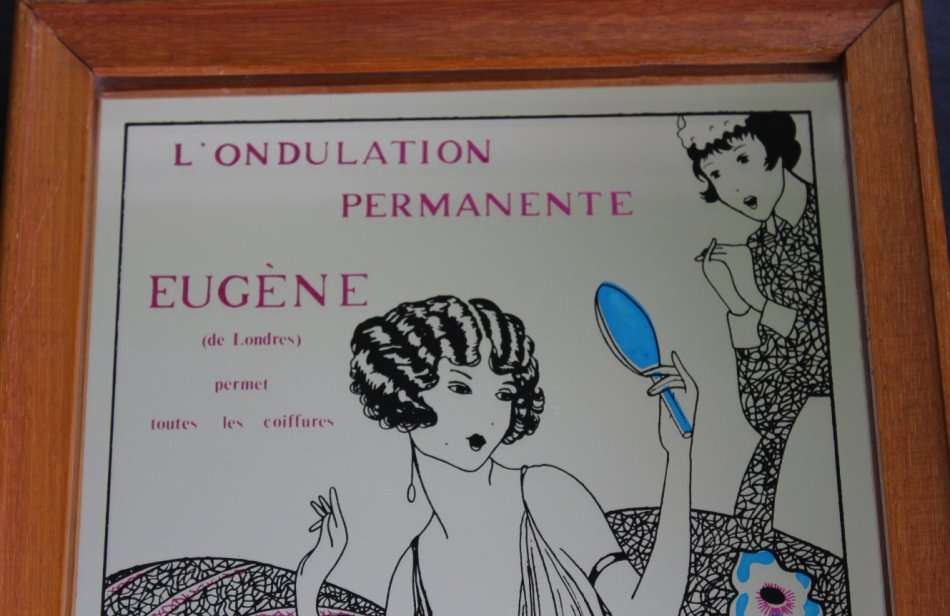 L'ONDULATION
PERMANENTE
EUGÈNE
(de Londres)
permet
toutes les coiffures